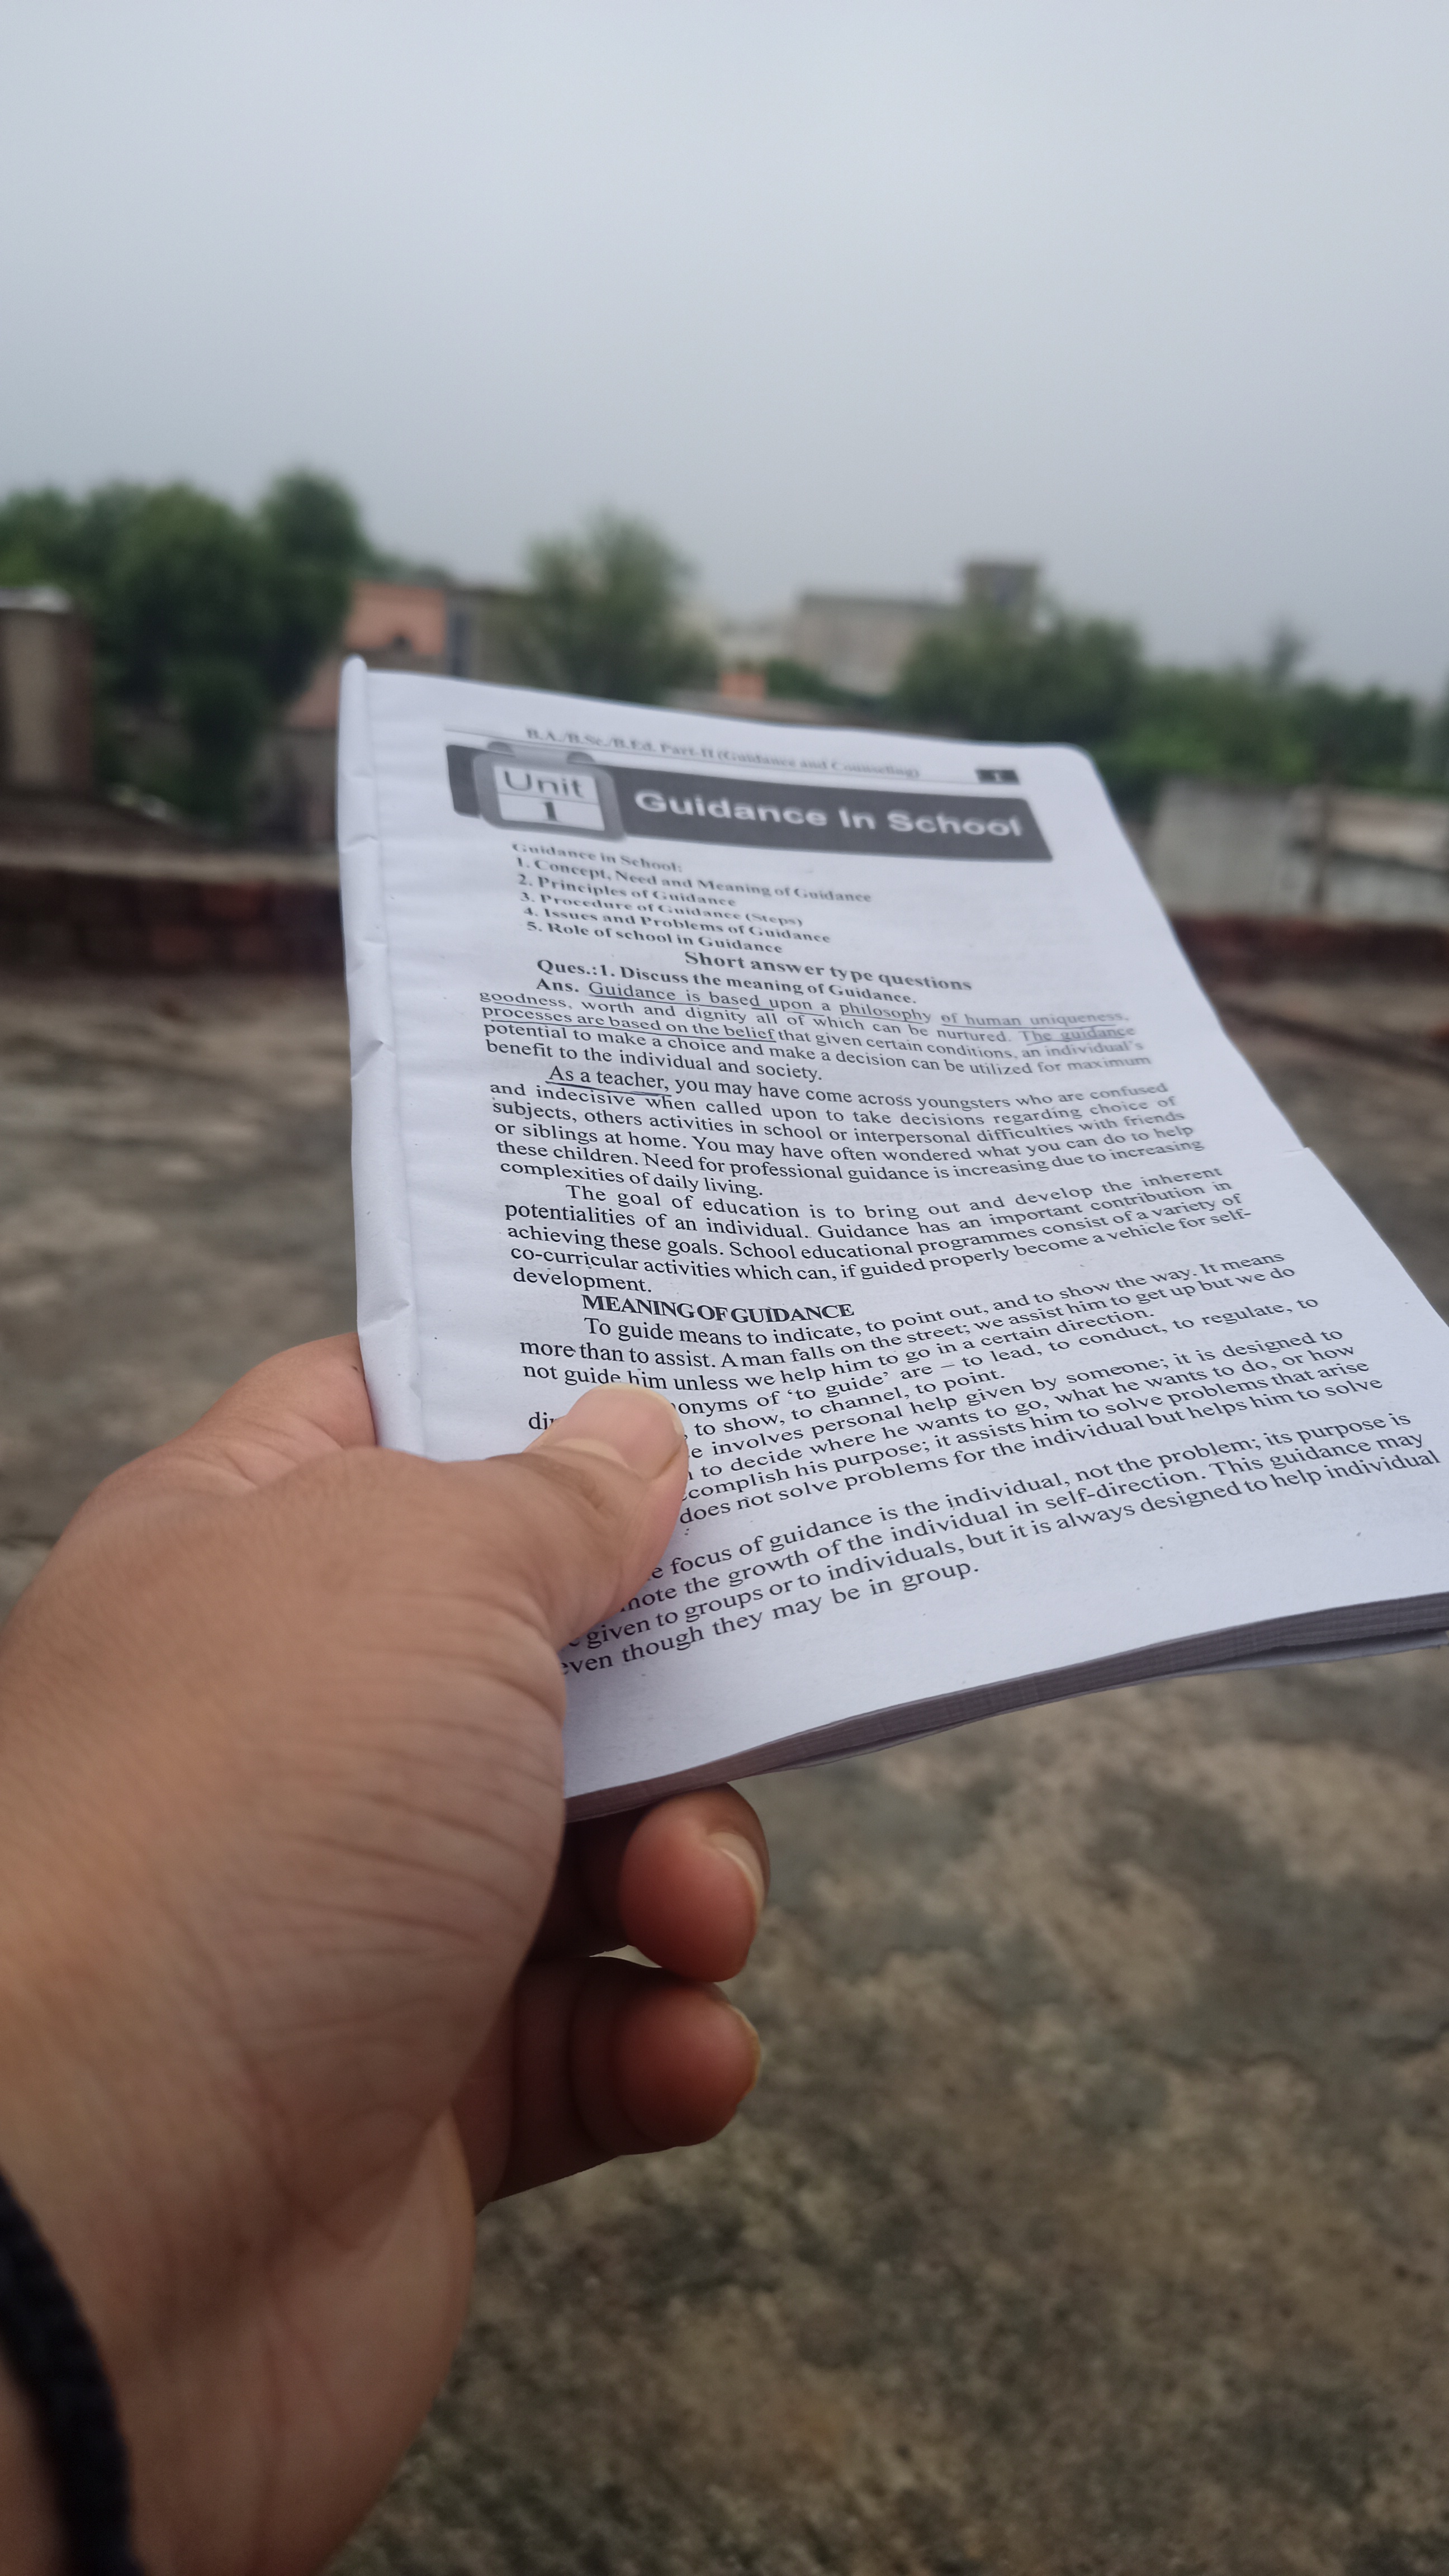 B.A./B.Sc./B.Ed. Part-II (Guidance and Counseling) 1
Unit
1
Guidance In School
Guidance in School:
1. Concept, Need and Meaning of Guidance
2. Principles of Guidance
3. Procedure of Guidance (Steps)
4. Issues and Problems of Guidance
5. Role of school in Guidance
Short answer type questions
Ques.:1. Discuss the meaning of Guidance.
Ans. Guidance is based upon a philosophy of human uniqueness,
goodness, worth and dignity all of which can be nurtured. The guidance
processes are based on the belief that given certain conditions, an individual's
potential to make a choice and make a decision can be utilized for maximum
benefit to the individual and society.
As a teacher, you may have come across youngsters who are confused
and indecisive when called upon to take decisions regarding choice of
subjects, others activities in school or interpersonal difficulties with friends
or siblings at home. You may have often wondered what you can do to help
these children. Need for professional guidance is increasing due to increasing
complexities of daily living.
The goal of education is to bring out and develop the inherent
potentialities of an individual. Guidance has an important contribution in
achieving these goals. School educational programmes consist of a variety of
co-curricular activities which can, if guided properly become a vehicle for self-
development.
MEANING OF GUIDANCE
To guide means to indicate, to point out, and to show the way. It means
more than to assist. A man falls on the street; we assist him to get up but we do
not guide him unless we help him to go in a certain direction.
onyms of 'to guide' are – to lead, to conduct, to regulate, to
dir to show, to channel, to point.
e involves personal help given by someone; it is designed to
to decide where he wants to go, what he wants to do, or how
complish his purpose; it assists him to solve problems that arise
does not solve problems for the individual but helps him to solve
e focus of guidance is the individual, not the problem; its purpose is
mote the growth of the individual in self-direction. This guidance may
given to groups or to individuals, but it is always designed to help individual
even though they may be in group.